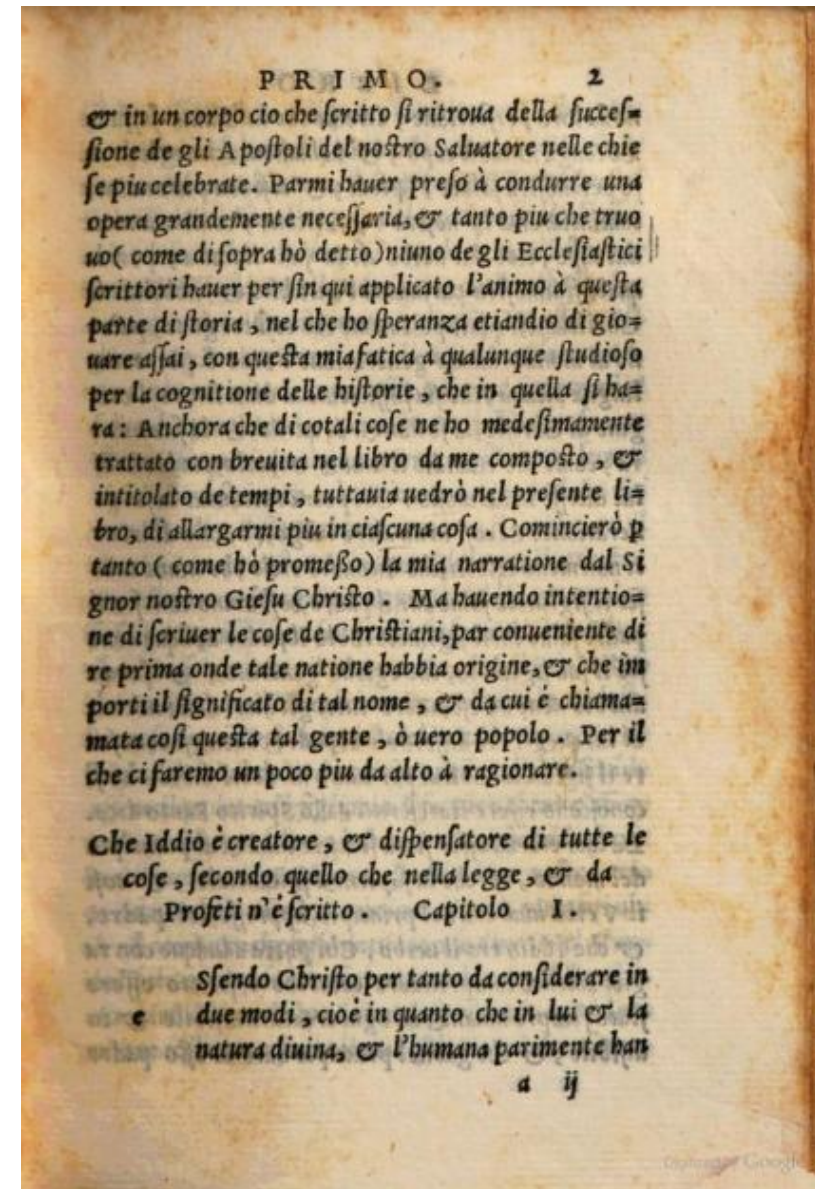 PRIMO. 2
& in un corpo cio che scritto si ritroua della succes=
sione de gli Apostoli del nostro Saluatore nelle chie
se piu celebrate. Parmi hauer preso à condurre una
opera grandemente necessaria, & tanto piu che truo
uo( come di sopra hò detto) niuno de gli Ecclesiastici
scrittori hauer per sin qui applicato l'animo à questa
parte di storia, nel che ho speranza etiandio di gio=
uare assai, con questa mia fatica à qualunque studioso
per la cognitione delle historie, che in quella si ha=
ra: Anchora che di cotali cose ne ho medesimamente
trattato con breuita nel libro da me composto, &
intitolato de tempi, tuttauia uedrò nel presente li=
bro, di allargarmi piu in ciascuna cosa. Comincierò ꝑ
tanto ( come hò promesso) la mia narratione dal Si
gnor nostro Giesu Christo. Ma hauendo intentio=
ne di scriuer le cose de Christiani, par conueniente di
re prima onde tale natione habbia origine, & che im
porti il significato di tal nome, & da cui é chiama=
mata cosi questa tal gente, ò uero popolo. Per il
che ci faremo un poco piu da alto à ragionare.
Che Iddio è creatore, & dispensatore di tutte le
cose, secondo quello che nella legge, & da
Profeti n'è scritto. Capitolo I.
Ssendo Christo per tanto da considerare in
e due modi, cioè in quanto che in lui & la
natura diuina, & l'humana parimente han
a ij
Google